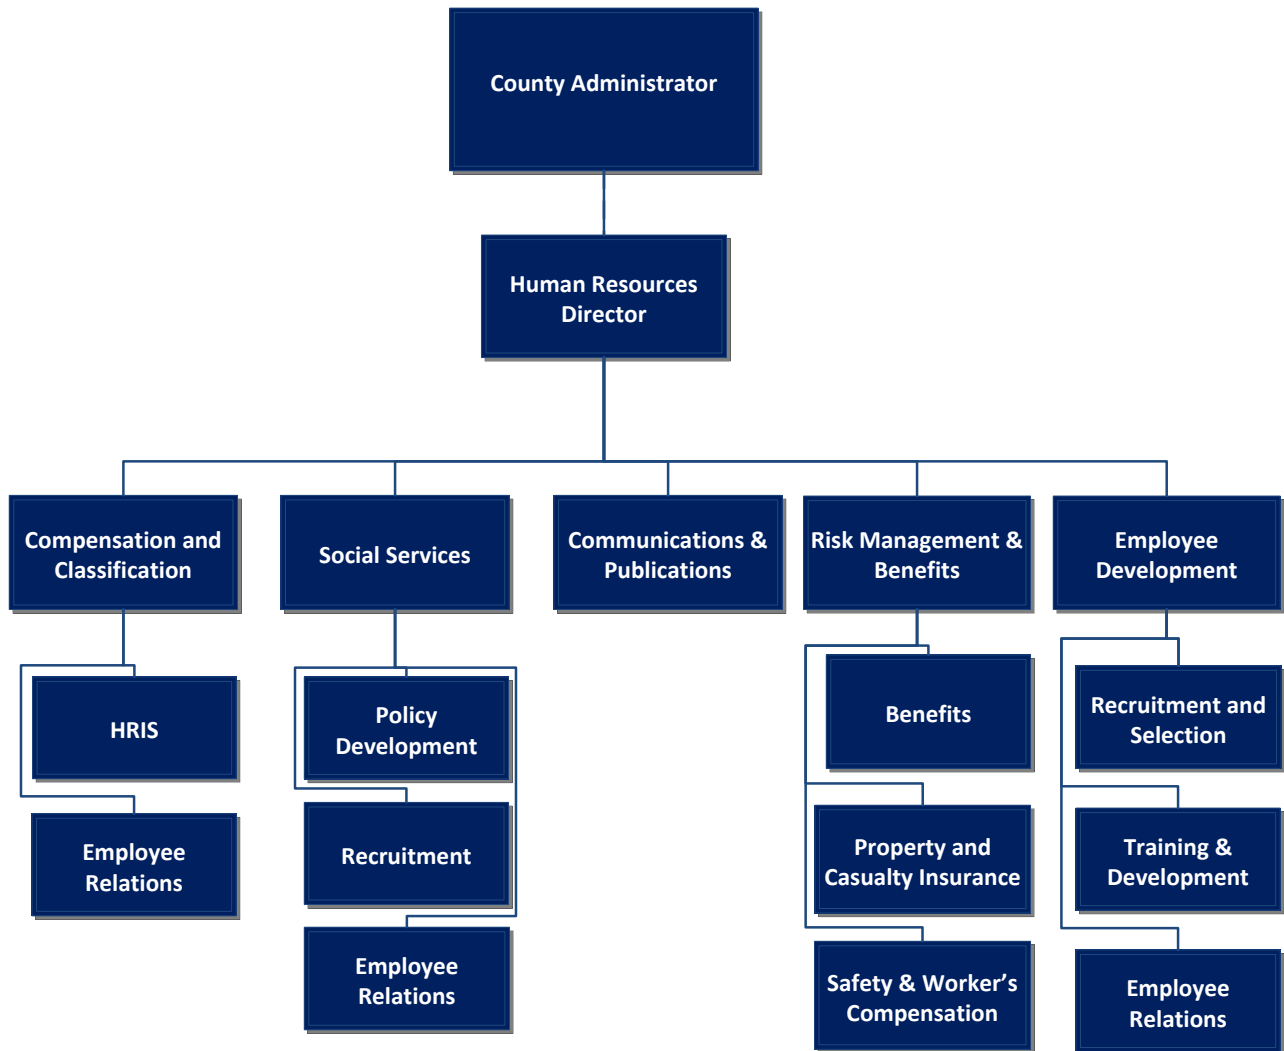 County Administrator
Human Resources
Director
Compensation and
Classification
Social Services
Communications &
Publications
Risk Management &
Benefits
Employee
Development
HRIS
Employee
Relations
Policy
Development
Recruitment
Employee
Relations
Benefits
Property and
Casualty Insurance
Safety & Worker’s
Compensation
Recruitment and
Selection
Training &
Development
Employee
Relations